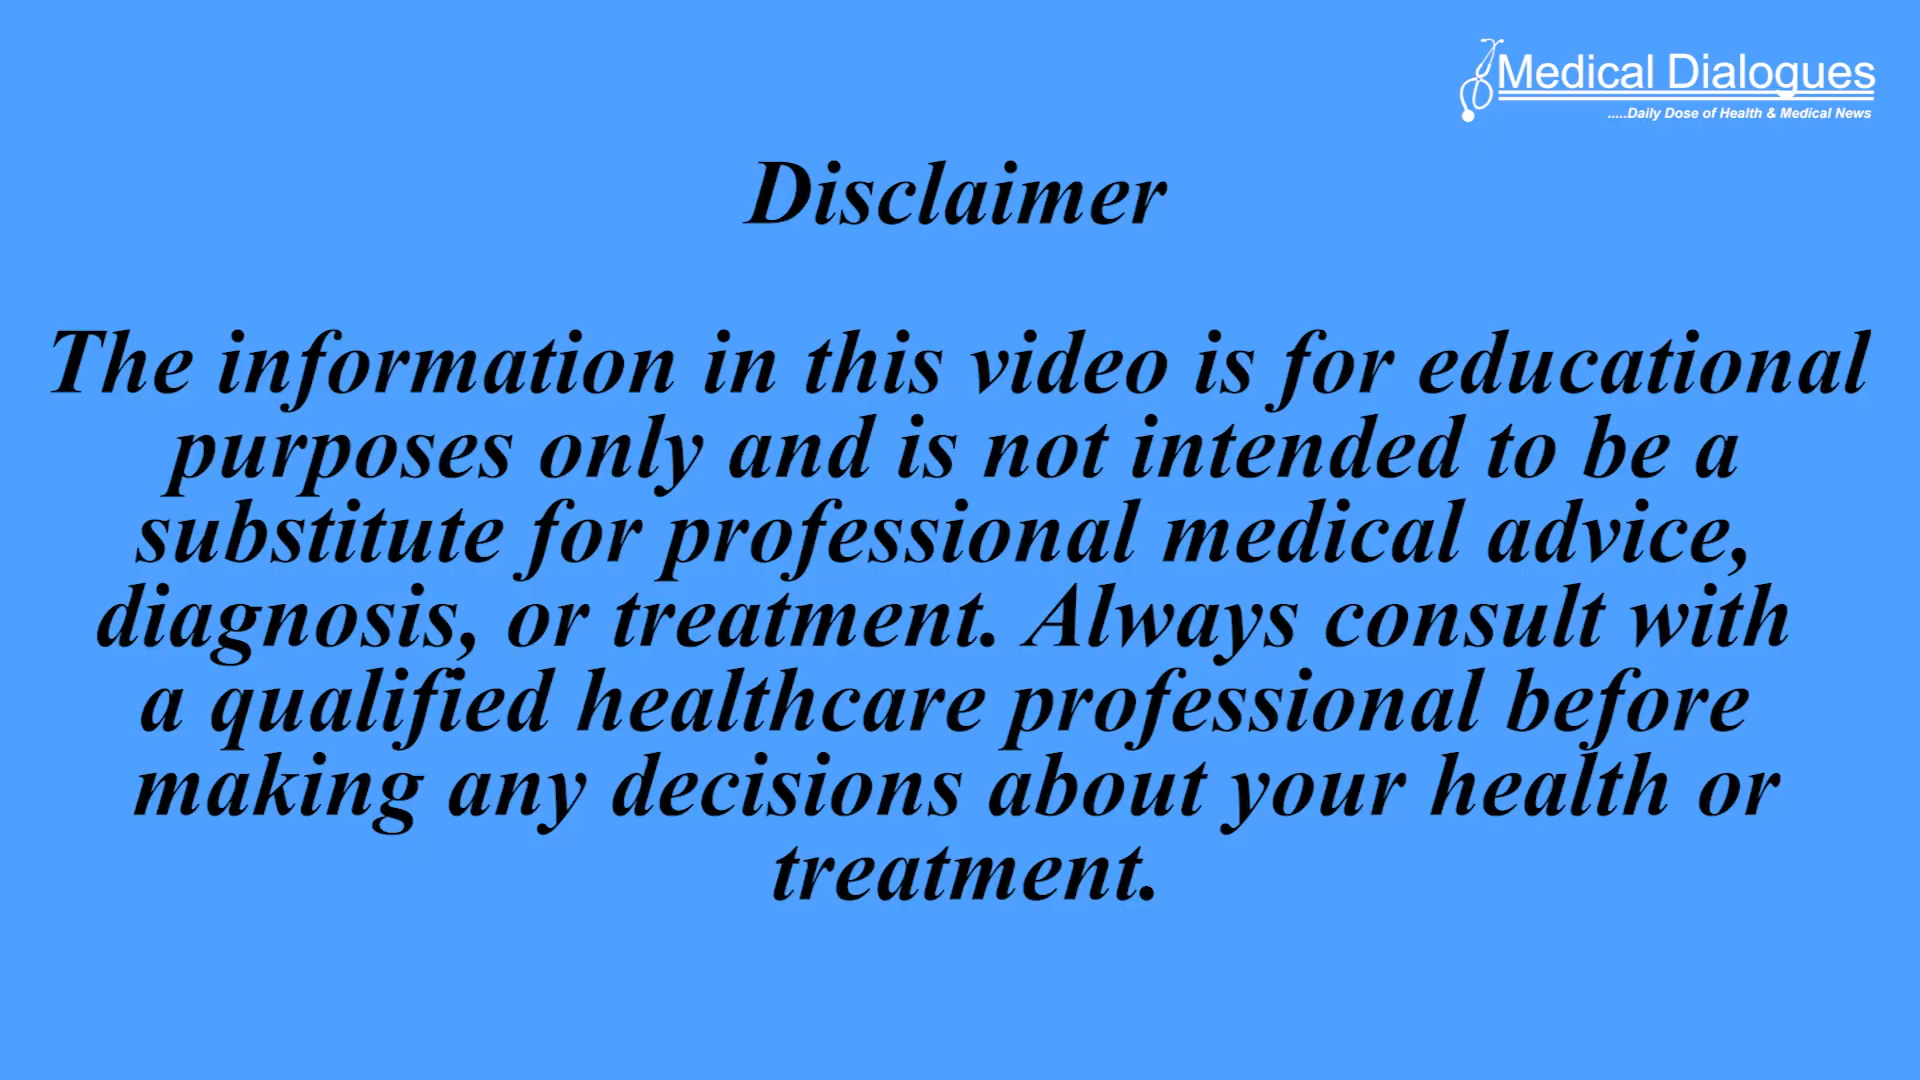 Medical Dialogues
.....Daily Dose of Health & Medical News
Disclaimer
The information in this video is for educational
purposes only and is not intended to be a
substitute for professional medical advice,
diagnosis, or treatment. Always consult with
a qualified healthcare professional before
making any decisions about your health or
treatment.